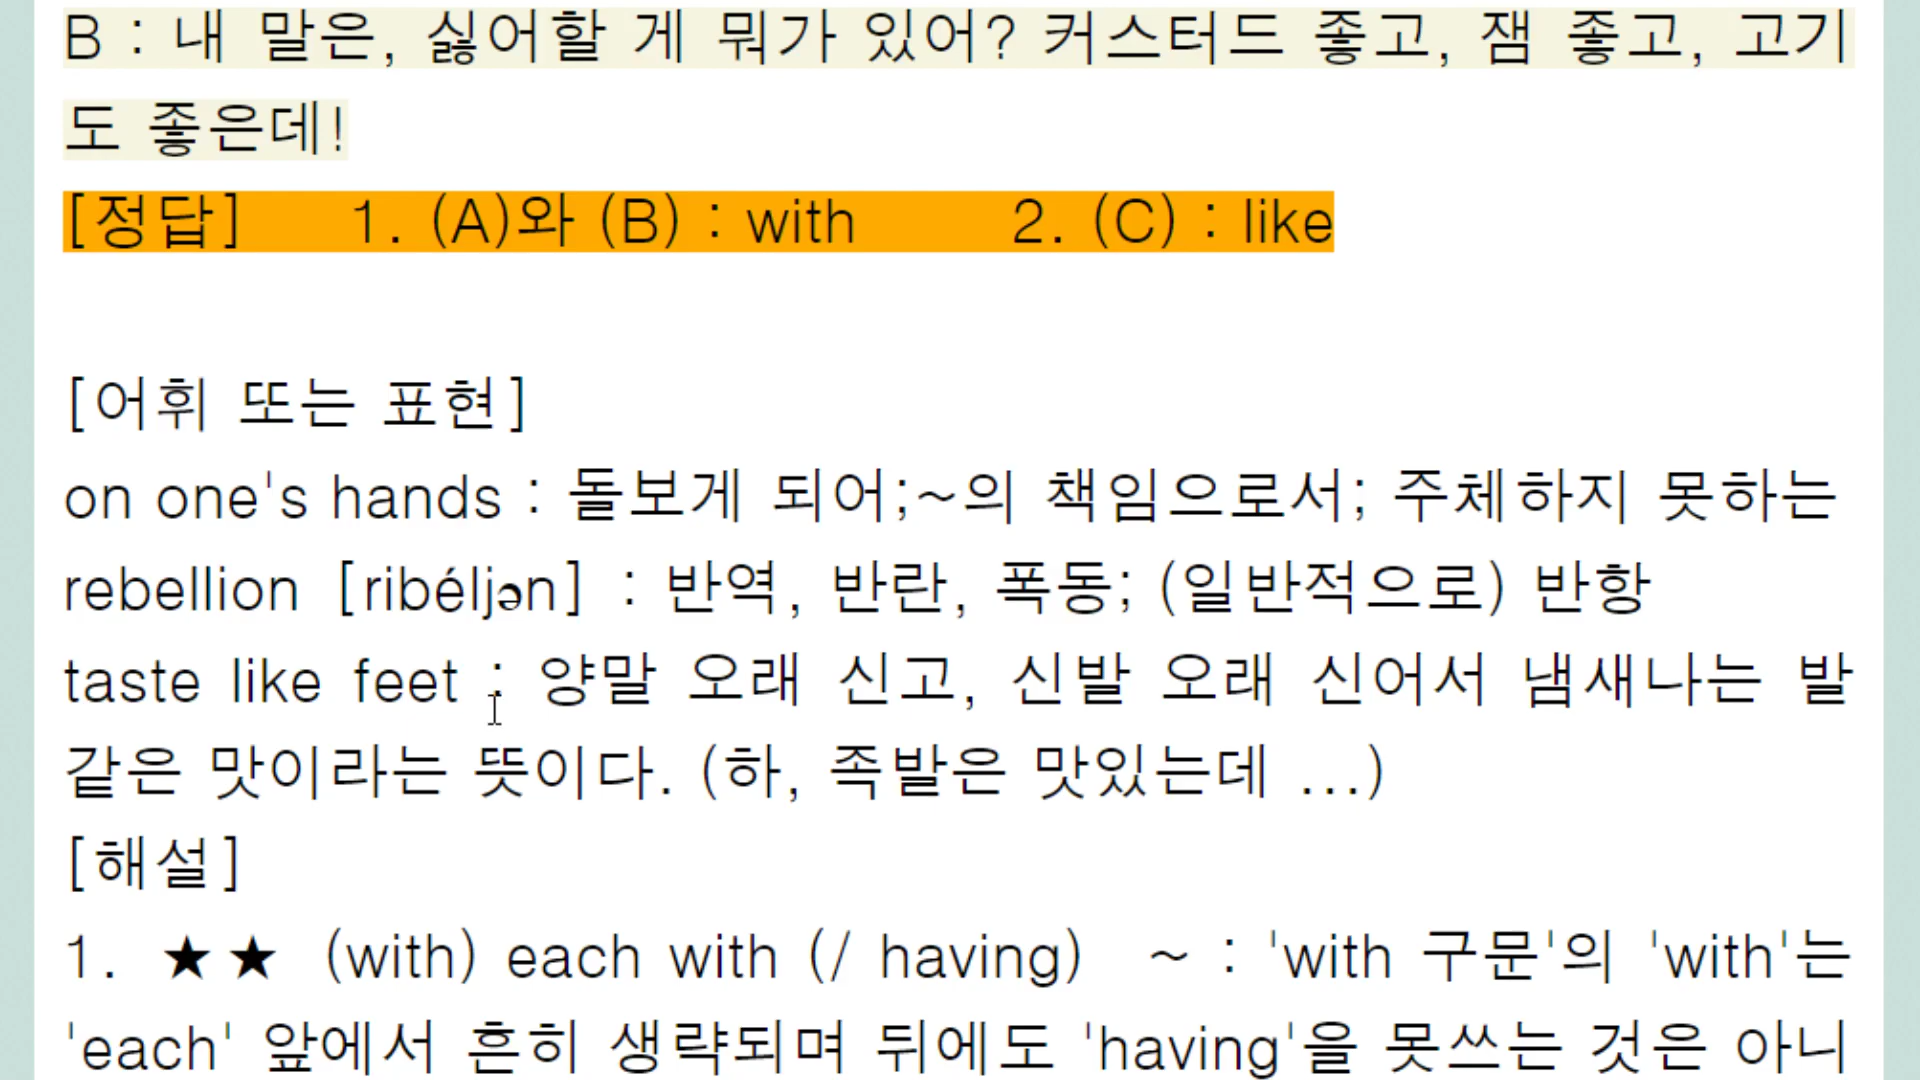 B : 내 말은, 싫어할 게 뭐가 있어? 커스터드 좋고, 잼 좋고, 고기
도 좋은데!
[정답] 1. (A)와 (B) : with 2. (C) : like
[어휘 또는 표현]
on one's hands : 돌보게 되어;~의 책임으로서; 주체하지 못하는
rebellion [ribéljən] : 반역, 반란, 폭동; (일반적으로) 반항
taste like feet : 양말 오래 신고, 신발 오래 신어서 냄새나는 발
같은 맛이라는 뜻이다. (하, 족발은 맛있는데 ...)
[해설]
1. ★★ (with) each with (/ having) ~ : 'with 구문'의 'with'는
'each' 앞에서 흔히 생략되며 뒤에도 'having'을 못쓰는 것은 아니